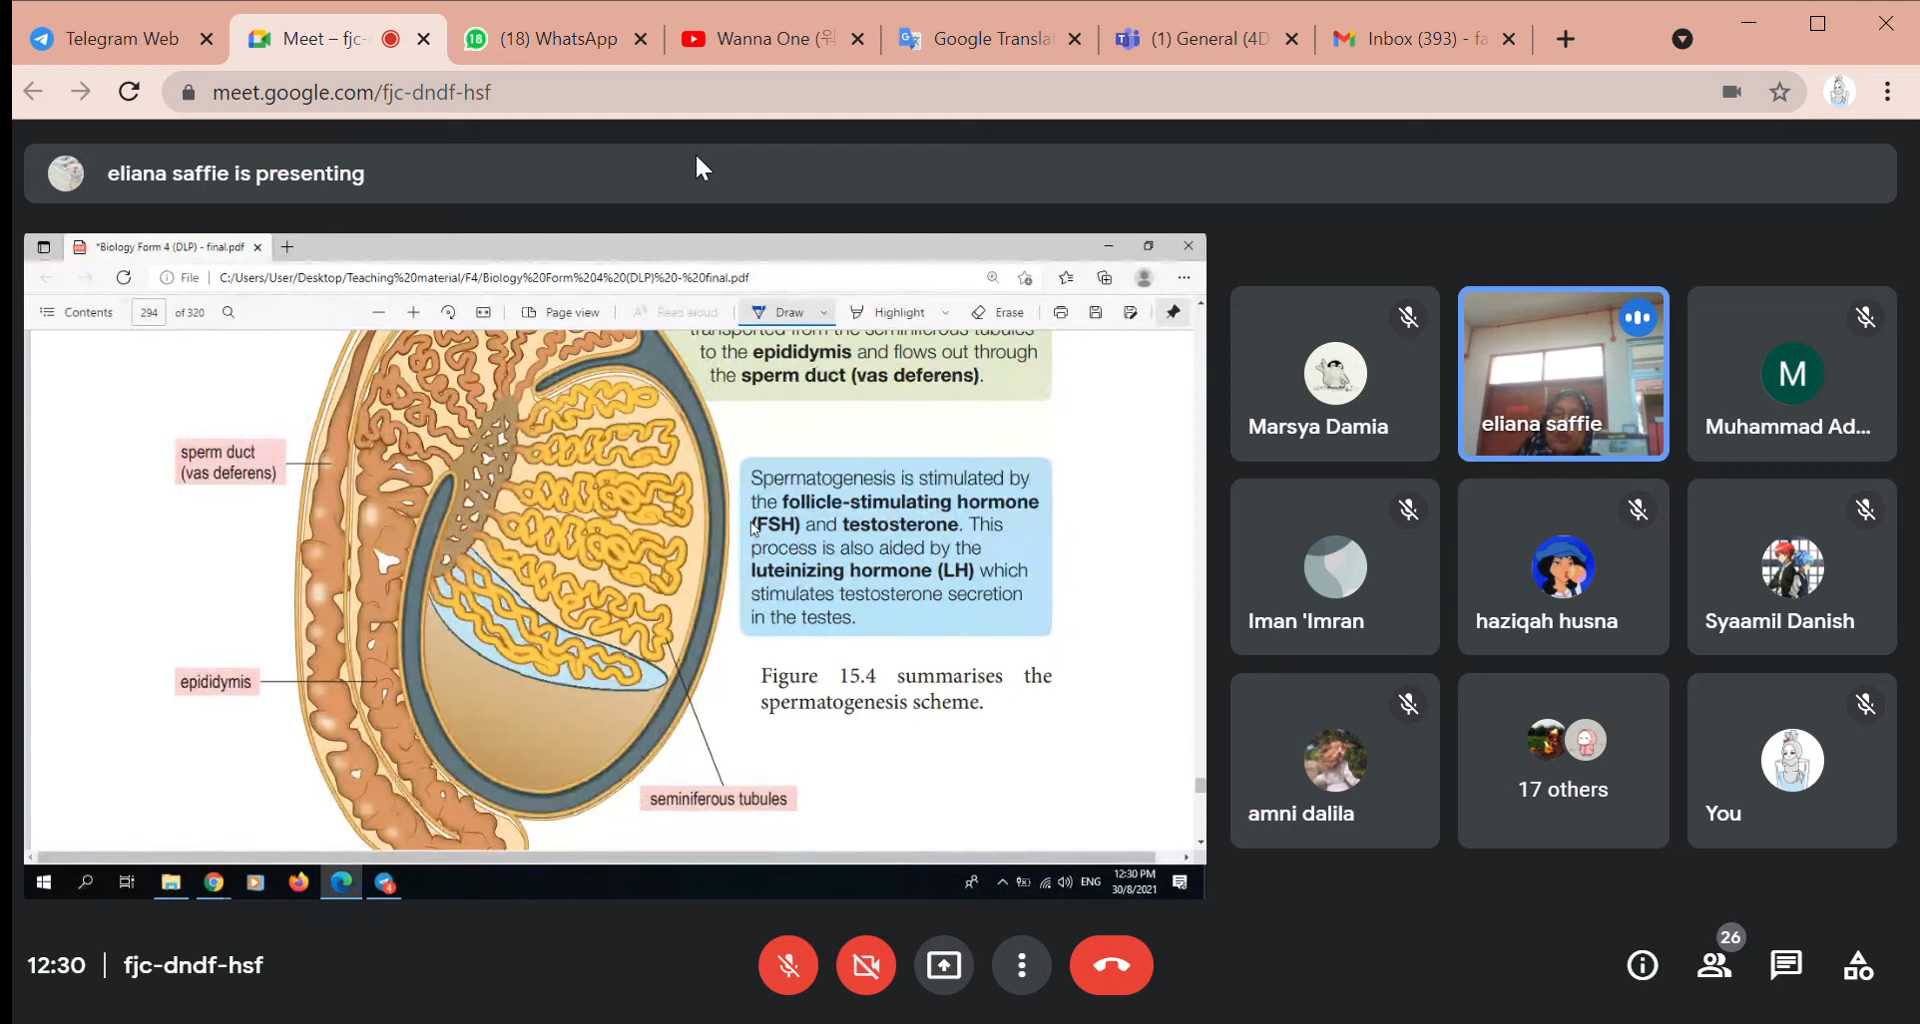 Telegram Web
Meet – fjc-
(18) WhatsApp
Wanna One (워
Google Transla
(1) General (4D
Inbox (393) - fa
meet.google.com/fjc-dndf-hsf
eliana saffie is presenting
*Biology Form 4 (DLP) - final.pdf
File
C:/Users/User/Desktop/Teaching%20material/F4/Biology%20Form%204%20(DLP)%20-%20final.pdf
Contents
294
of 320
Page view
Read aloud
Draw
Highlight
Erase
transported from the seminiferous tubules
to the epididymis and flows out through
the sperm duct (vas deferens).
sperm duct
(vas deferens)
Spermatogenesis is stimulated by
the follicle-stimulating hormone
(FSH) and testosterone. This
process is also aided by the
luteinizing hormone (LH) which
stimulates testosterone secretion
in the testes.
epididymis
Figure 15.4 summarises the
spermatogenesis scheme.
seminiferous tubules
ENG
12:30 PM
30/8/2021
Marsya Damia
eliana saffie
M
Muhammad Ad...
Iman 'Imran
haziqah husna
Syaamil Danish
amni dalila
17 others
You
12:30
fjc-dndf-hsf
26